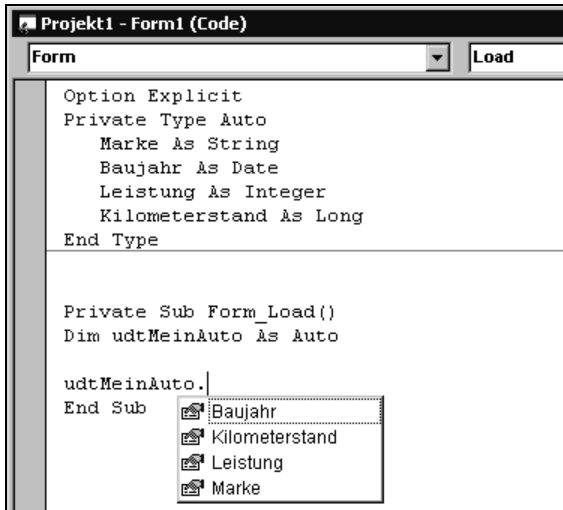 Projekt1 - Form1 (Code)
Form Load
Option Explicit
Private Type Auto
Marke As String
Baujahr As Date
Leistung As Integer
Kilometerstand As Long
End Type
Private Sub Form_Load()
Dim udtMeinAuto As Auto
udtMeinAuto.
End Sub
Baujahr
Kilometerstand
Leistung
Marke